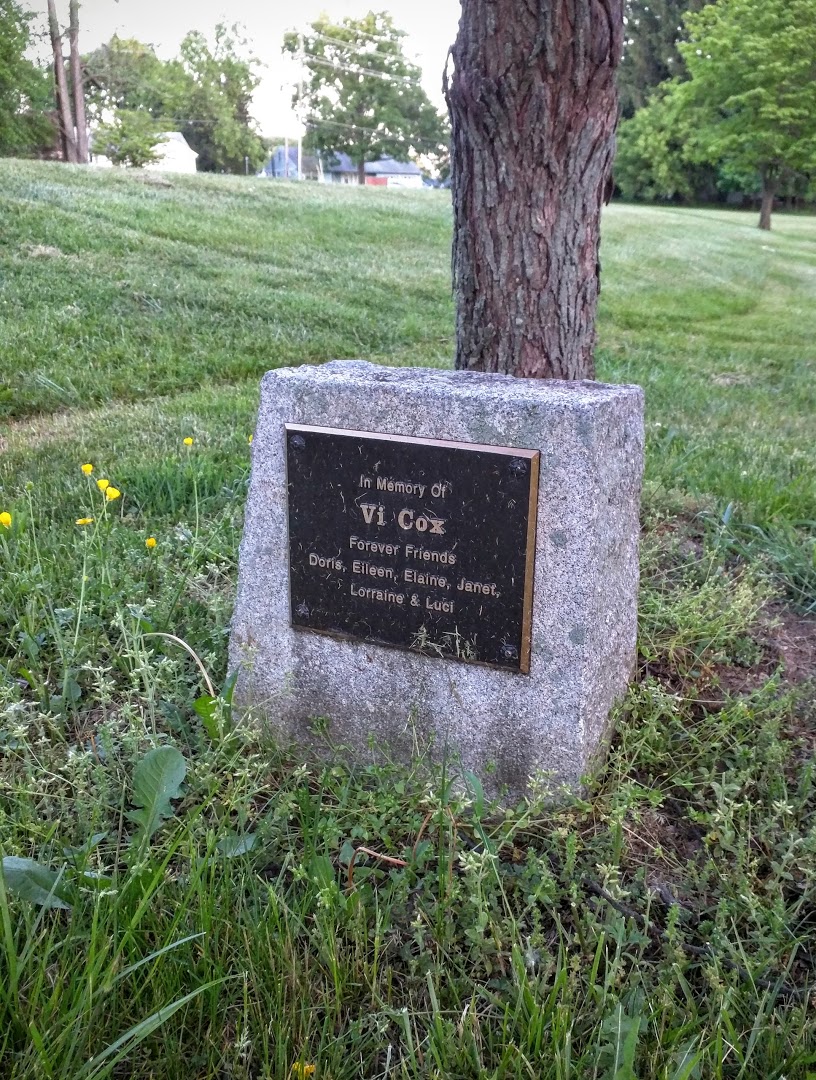 In Memory Of
Vi Cox
Forever Friends
Doris, Eileen, Elaine, Janet,
Lorraine & Luci